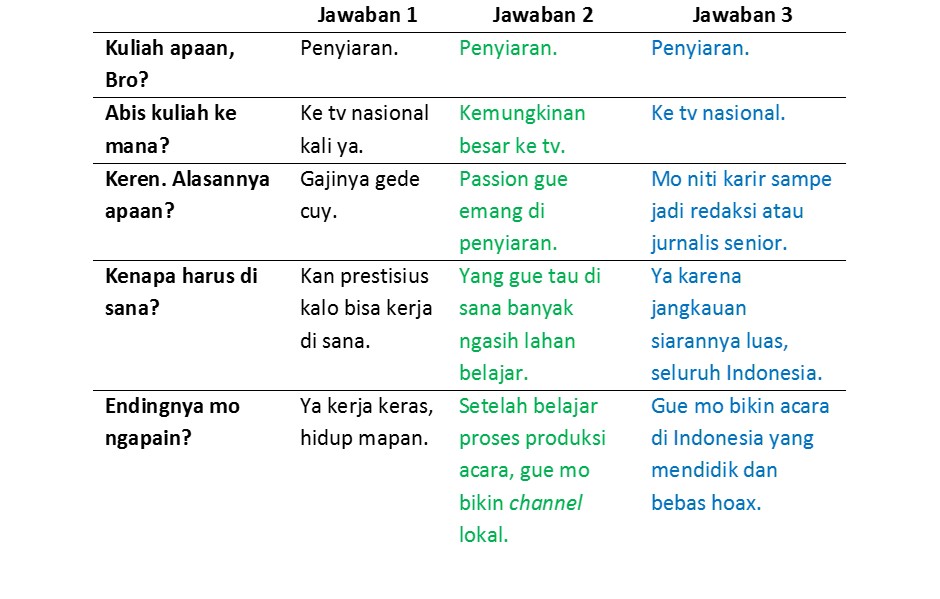 Jawaban 1 Jawaban 2 Jawaban 3
Kuliah apaan,
Bro?
Penyiaran.
Penyiaran.
Penyiaran.
Abis kuliah ke
mana?
Ke tv nasional
kali ya.
Kemungkinan
besar ke tv.
Ke tv nasional.
Keren. Alasannya
apaan?
Gajinya gede
cuy.
Passion gue
emang di
penyiaran.
Mo niti karir sampe
jadi redaksi atau
jurnalis senior.
Kenapa harus di
sana?
Kan prestisius
kalo bisa kerja
di sana.
Yang gue tau di
sana banyak
ngasih lahan
belajar.
Ya karena
jangkauan
siarannya luas,
seluruh Indonesia.
Endingnya mo
ngapain?
Ya kerja keras,
hidup mapan.
Setelah belajar
proses produksi
acara, gue mo
bikin channel
lokal.
Gue mo bikin acara
di Indonesia yang
mendidik dan
bebas hoax.